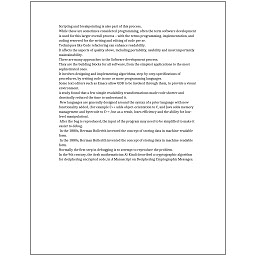 Scripting and breakpointing is also part of this process.
While these are sometimes considered programming, often the term software development
is used for this larger overall process – with the terms programming, implementation, and
coding reserved for the writing and editing of code per se.
Techniques like Code refactoring can enhance readability.
It affects the aspects of quality above, including portability, usability and most importantly
maintainability.
There are many approaches to the Software development process.
They are the building blocks for all software, from the simplest applications to the most
sophisticated ones.
It involves designing and implementing algorithms, step-by-step specifications of
procedures, by writing code in one or more programming languages.
Some text editors such as Emacs allow GDB to be invoked through them, to provide a visual
environment.
A study found that a few simple readability transformations made code shorter and
drastically reduced the time to understand it.
New languages are generally designed around the syntax of a prior language with new
functionality added, (for example C++ adds object-orientation to C, and Java adds memory
management and bytecode to C++, but as a result, loses efficiency and the ability for low-
level manipulation).
After the bug is reproduced, the input of the program may need to be simplified to make it
easier to debug.
In the 1880s, Herman Hollerith invented the concept of storing data in machine-readable
form.
In the 1880s, Herman Hollerith invented the concept of storing data in machine-readable
form.
Normally the first step in debugging is to attempt to reproduce the problem.
In the 9th century, the Arab mathematician Al-Kindi described a cryptographic algorithm
for deciphering encrypted code, in A Manuscript on Deciphering Cryptographic Messages.